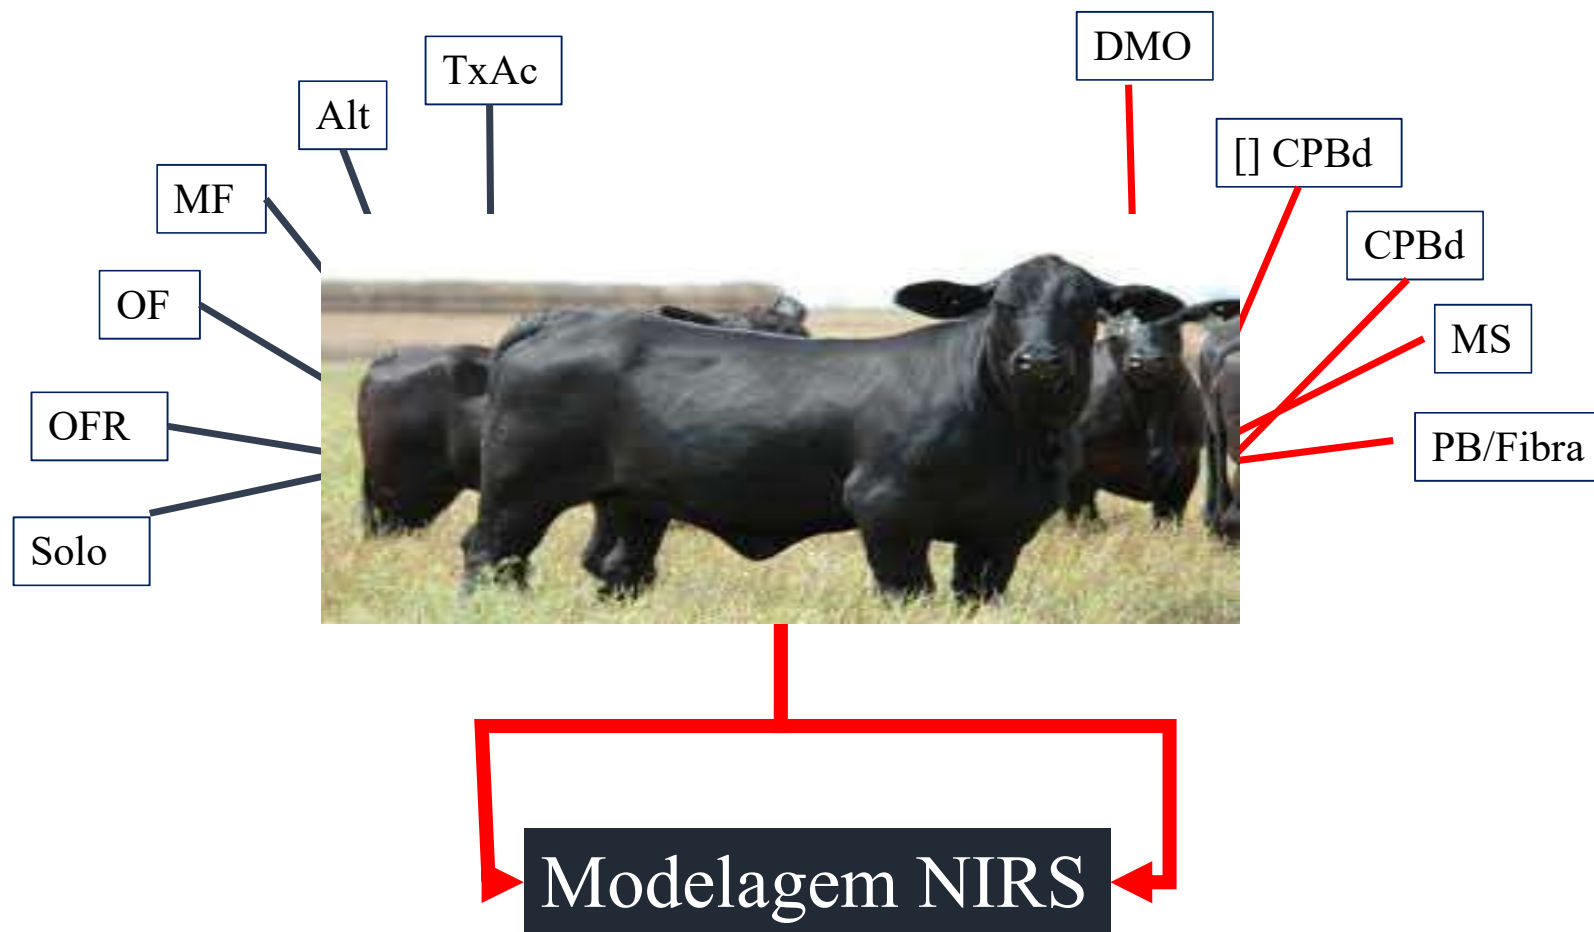 TxAc
Alt
MF
OF
OFR
Solo
DMO
[] CPBd
CPBd
MS
PB/Fibra
Modelagem NIRS